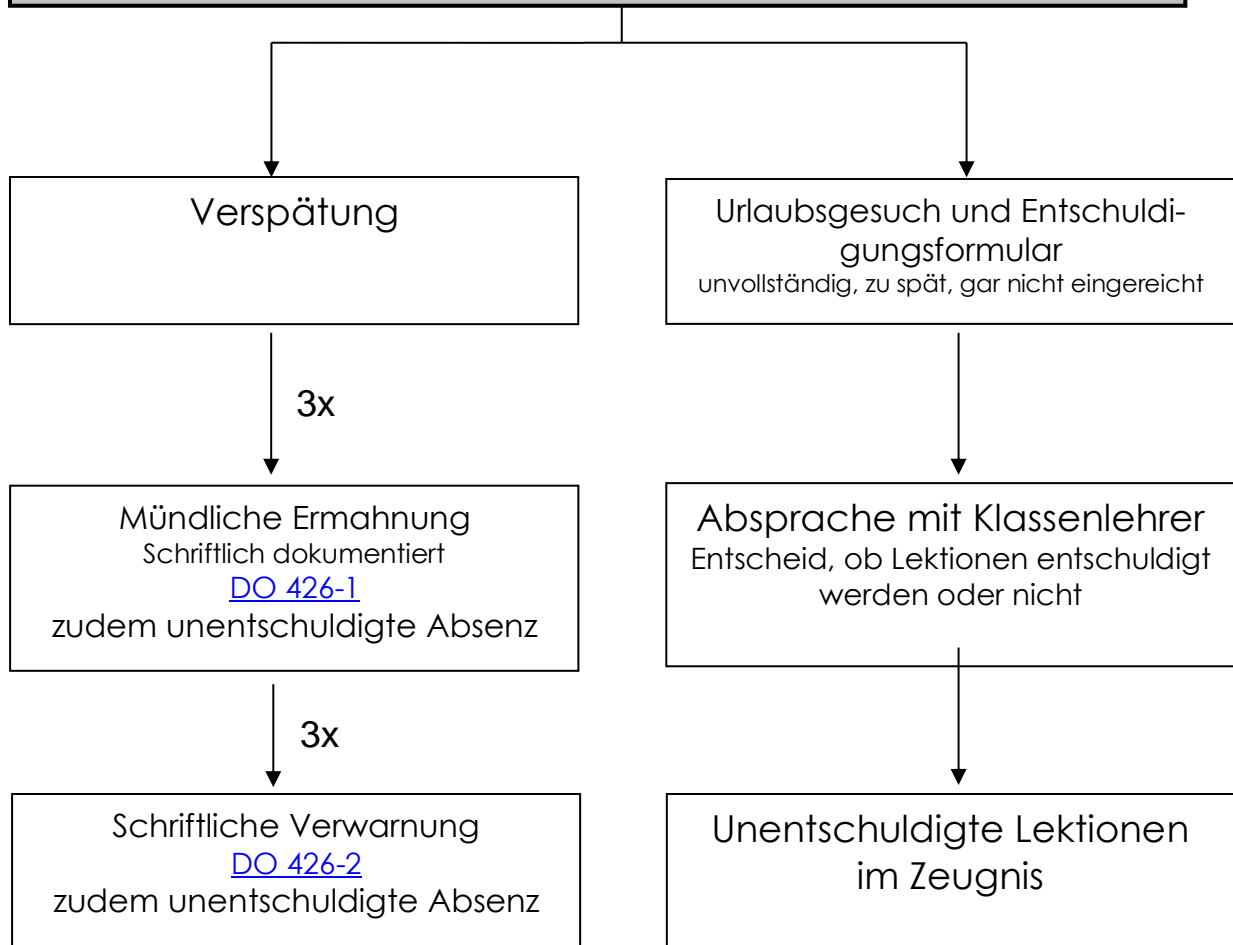 Verspätung
Urlaubsgesuch und Entschuldi-
gungsformular
unvollständig, zu spät, gar nicht eingereicht
3x
Mündliche Ermahnung
Schriftlich dokumentiert
DO 426-1
zudem unentschuldigte Absenz
Absprache mit Klassenlehrer
Entscheid, ob Lektionen entschuldigt
werden oder nicht
3x
Schriftliche Verwarnung
DO 426-2
zudem unentschuldigte Absenz
Unentschuldigte Lektionen
im Zeugnis